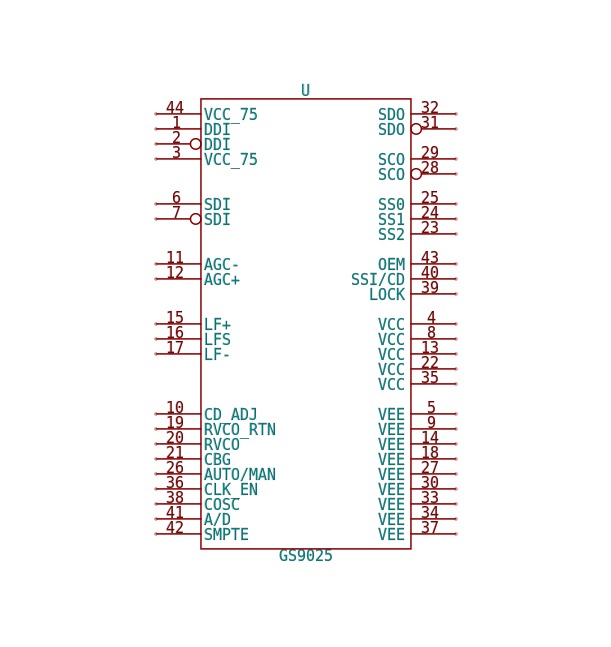 U
44 VCC_75 SDO 32
1 DDI SDO 31
2 DDI
3 VCC_75 SCO 29
SCO 28
6 SDI SS0 25
7 SDI SS1 24
SS2 23
11 AGC- OEM 43
12 AGC+ SSI/CD 40
LOCK 39
15 LF+ VCC 4
16 LFS VCC 8
17 LF- VCC 13
VCC 22
VCC 35
10 CD_ADJ VEE 5
19 RVCO_RTN VEE 9
20 RVCO VEE 14
21 CBG VEE 18
26 AUTO/MAN VEE 27
36 CLK_EN VEE 30
38 COSC VEE 33
41 A/D VEE 34
42 SMPTE VEE 37
GS9025